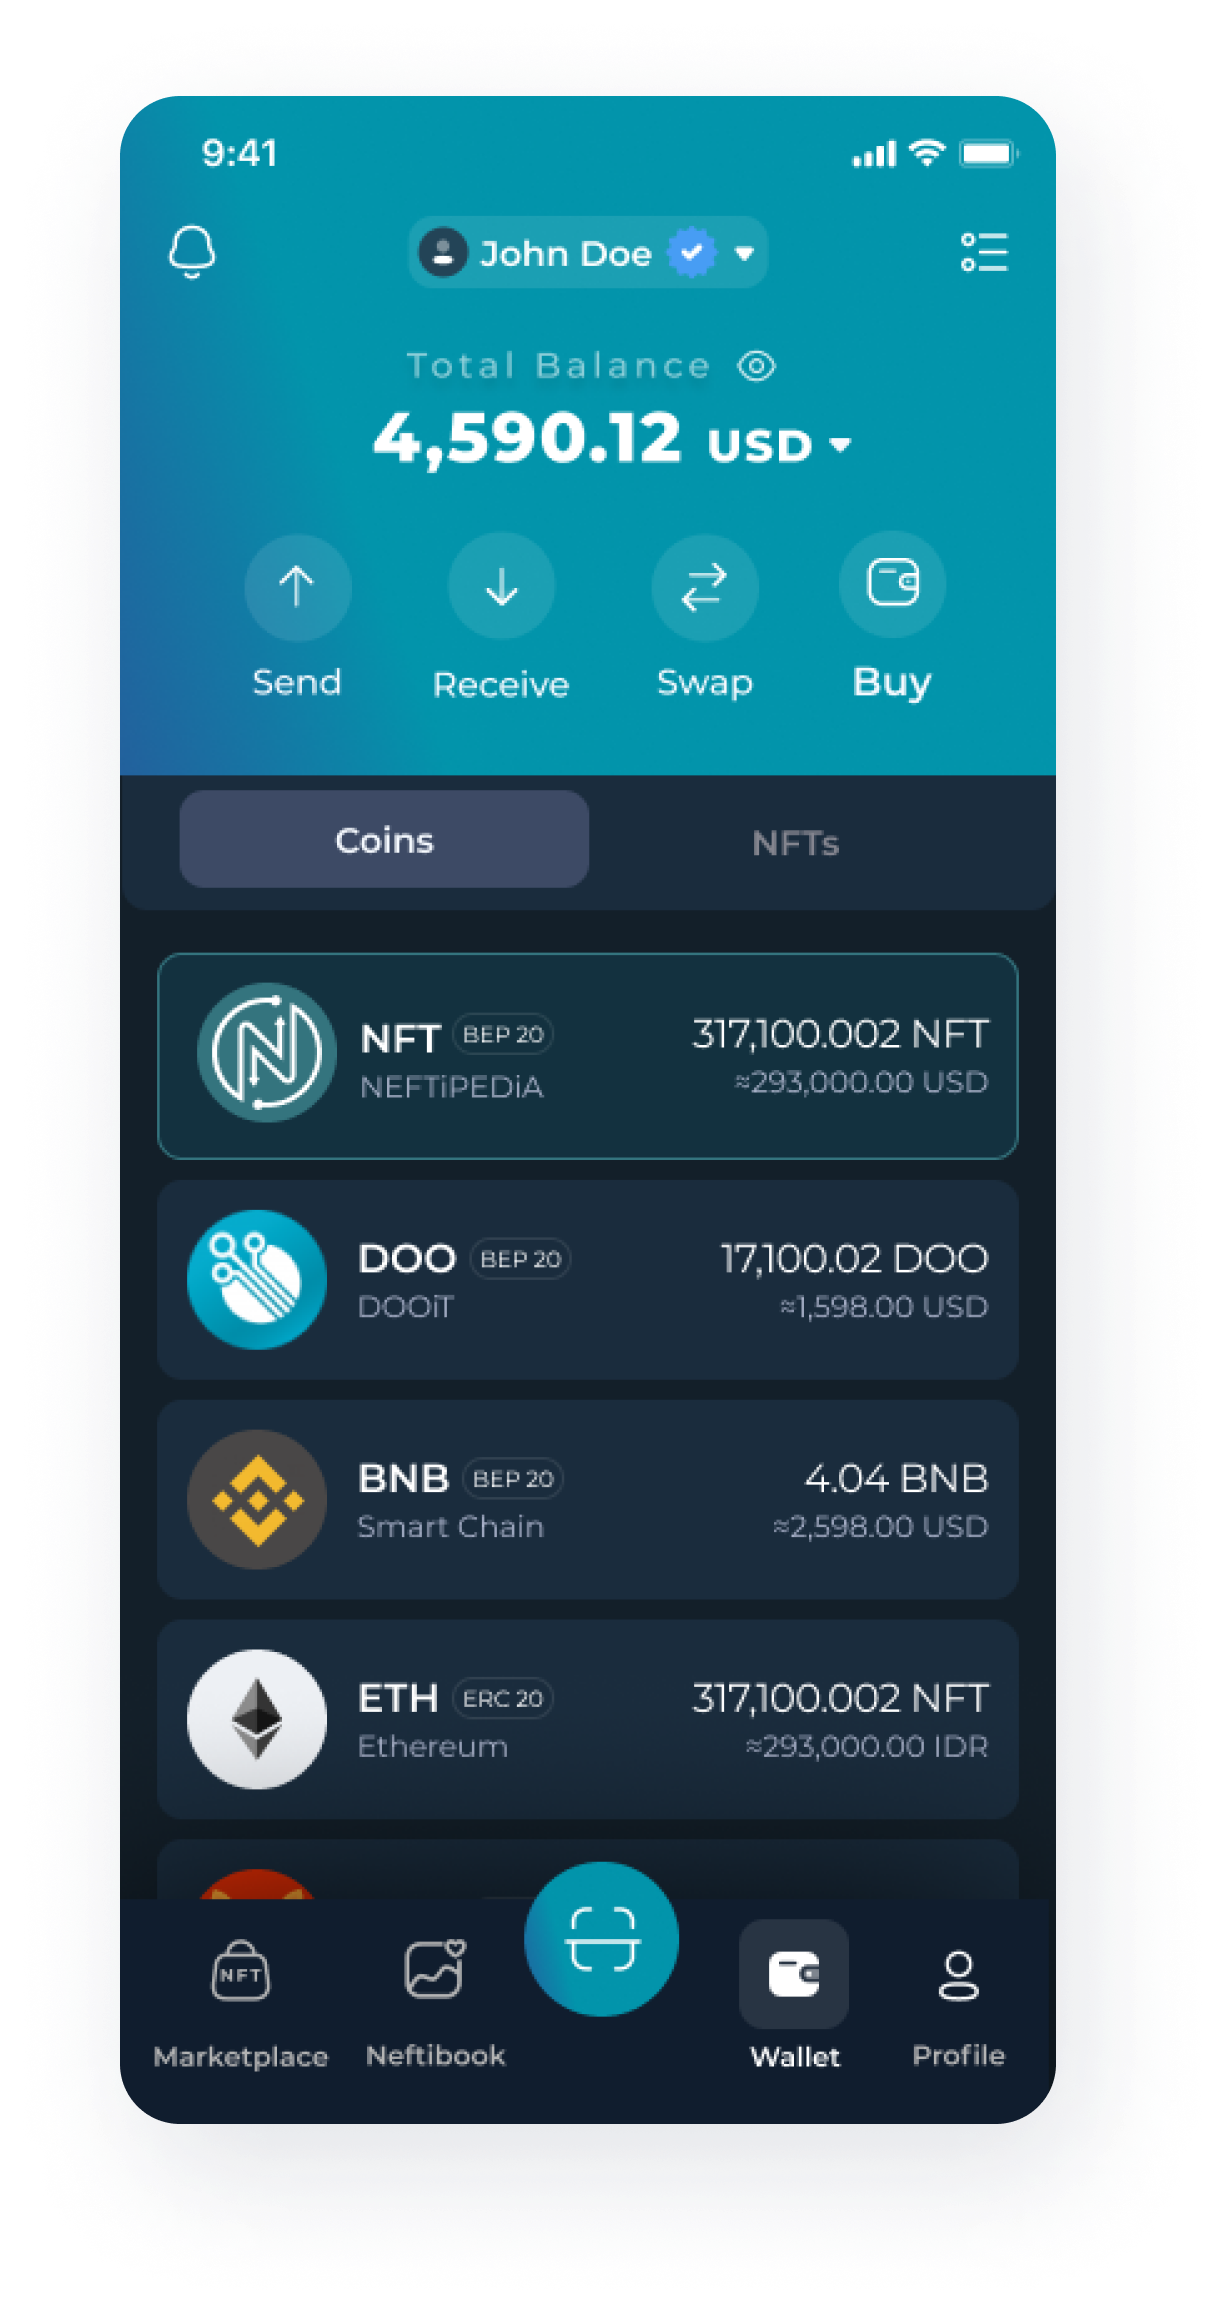 9:41
John Doe
Total Balance
4,590.12 USD
Send Receive Swap Buy
Coins NFTs
NFT BEP 20 317,100.002 NFT
NEFTiPEDiA ≈293,000.00 USD
DOO BEP 20 17,100.02 DOO
DOOiT ≈1,598.00 USD
BNB BEP 20 4.04 BNB
Smart Chain ≈2,598.00 USD
ETH ERC 20 317,100.002 NFT
Ethereum ≈293,000.00 IDR
NFT
Marketplace Neftibook Wallet Profile